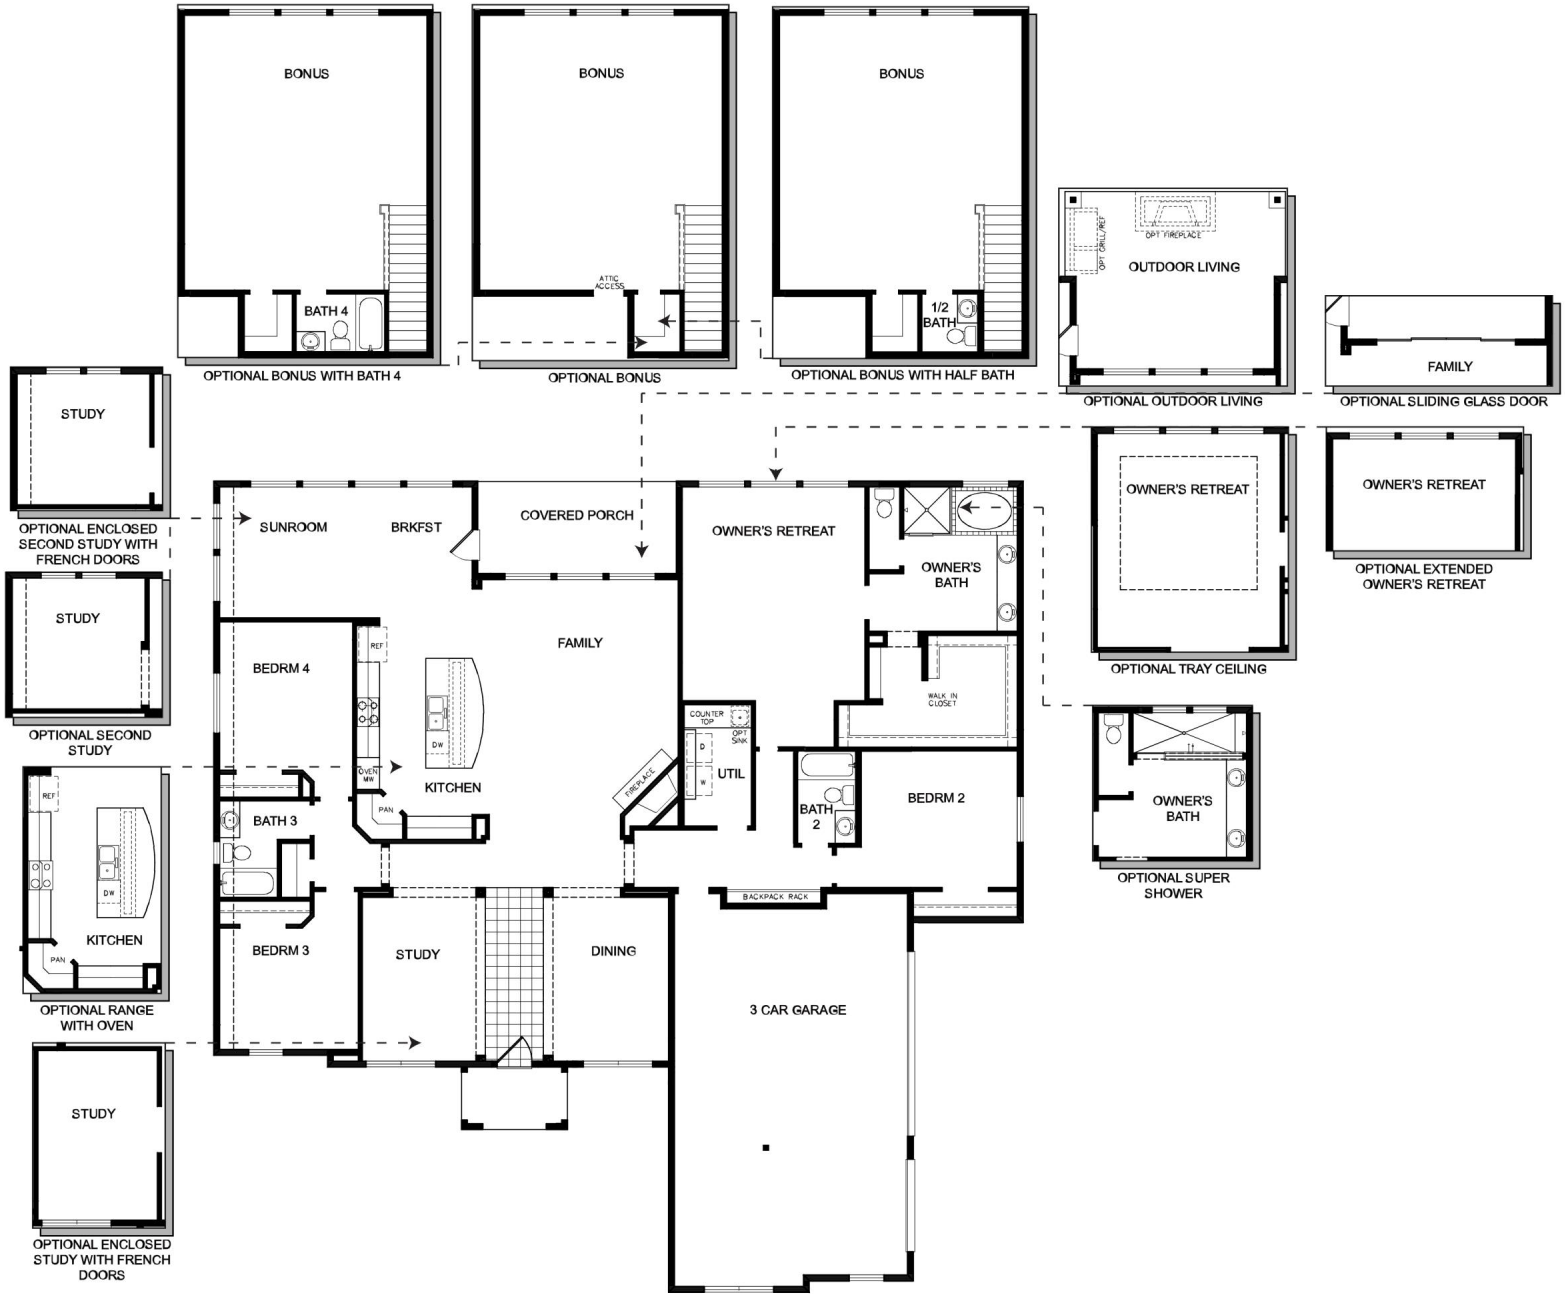 BONUS
BATH 4
OPTIONAL BONUS WITH BATH 4
BONUS
ATTIC
ACCESS
OPTIONAL BONUS
BONUS
1/2
BATH
OPTIONAL BONUS WITH HALF BATH
OPT GRILL/REF
OPT FIREPLACE
OUTDOOR LIVING
OPTIONAL OUTDOOR LIVING
FAMILY
OPTIONAL SLIDING GLASS DOOR
STUDY
OPTIONAL ENCLOSED
SECOND STUDY WITH
FRENCH DOORS
STUDY
OPTIONAL SECOND
STUDY
REF
DW
KITCHEN
PAN
OPTIONAL RANGE
WITH OVEN
STUDY
OPTIONAL ENCLOSED
STUDY WITH FRENCH
DOORS
SUNROOM
BRKFST
COVERED PORCH
OWNER'S RETREAT
OWNER'S
BATH
FAMILY
BEDRM 4
REF
DW
OVEN
MW
KITCHEN
PAN
FIREPLACE
COUNTER
TOP
OPT
SINK
D
W
UTIL
WALK IN
CLOSET
BATH
2
BEDRM 2
BATH 3
BACKPACK RACK
BEDRM 3
STUDY
DINING
3 CAR GARAGE
OWNER'S RETREAT
OPTIONAL TRAY CEILING
OWNER'S RETREAT
OPTIONAL EXTENDED
OWNER'S RETREAT
OWNER'S
BATH
OPTIONAL SUPER
SHOWER